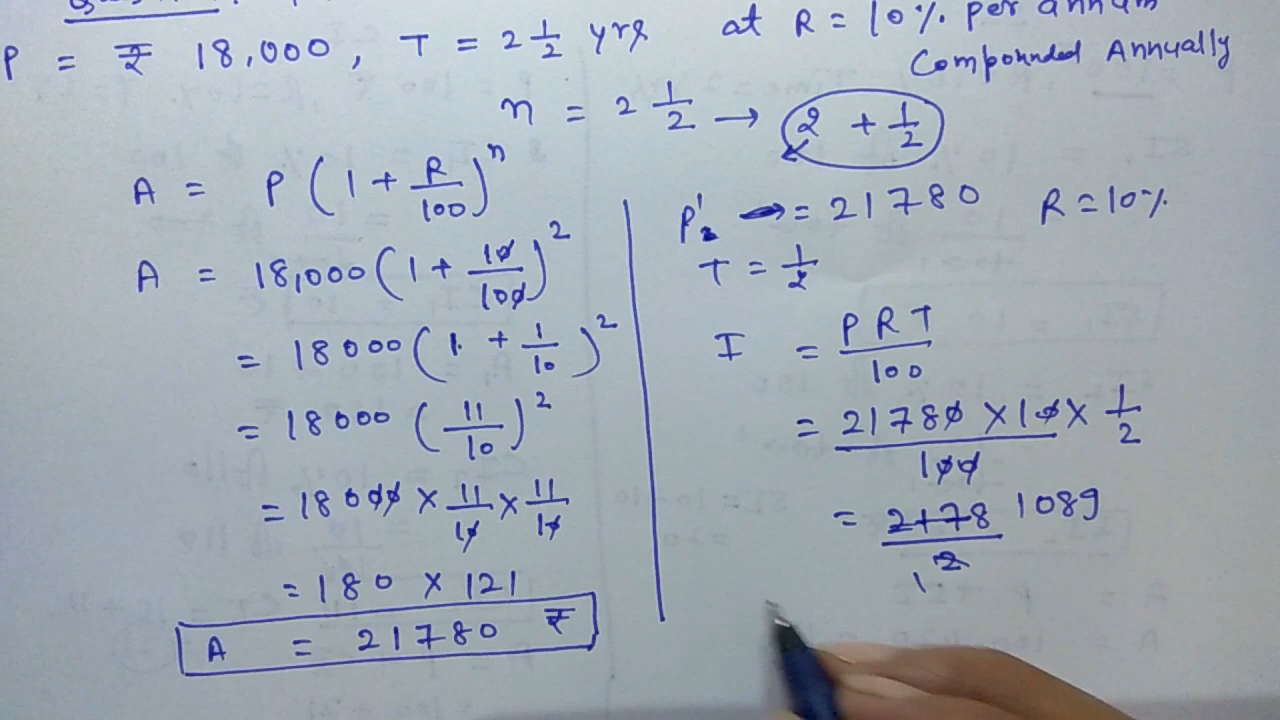 P = ₹ 18,000, T = 2 1/2 yrs at R = 10% per annum
Compounded Annually
n = 2 1/2 → 2 + 1/2
A = P (1 + R/100)^n
A = 18,000 (1 + 10/100)^2
= 18000 (1 + 1/10)^2
= 18000 (11/10)^2
= 18000 × 11/10 × 11/10
= 180 × 121
A = 21780 ₹
P' = 21780 R = 10%
T = 1/2
I = PRT/100
= 21780 × 10 × 1/2 / 100
= 2178/2 1089
1